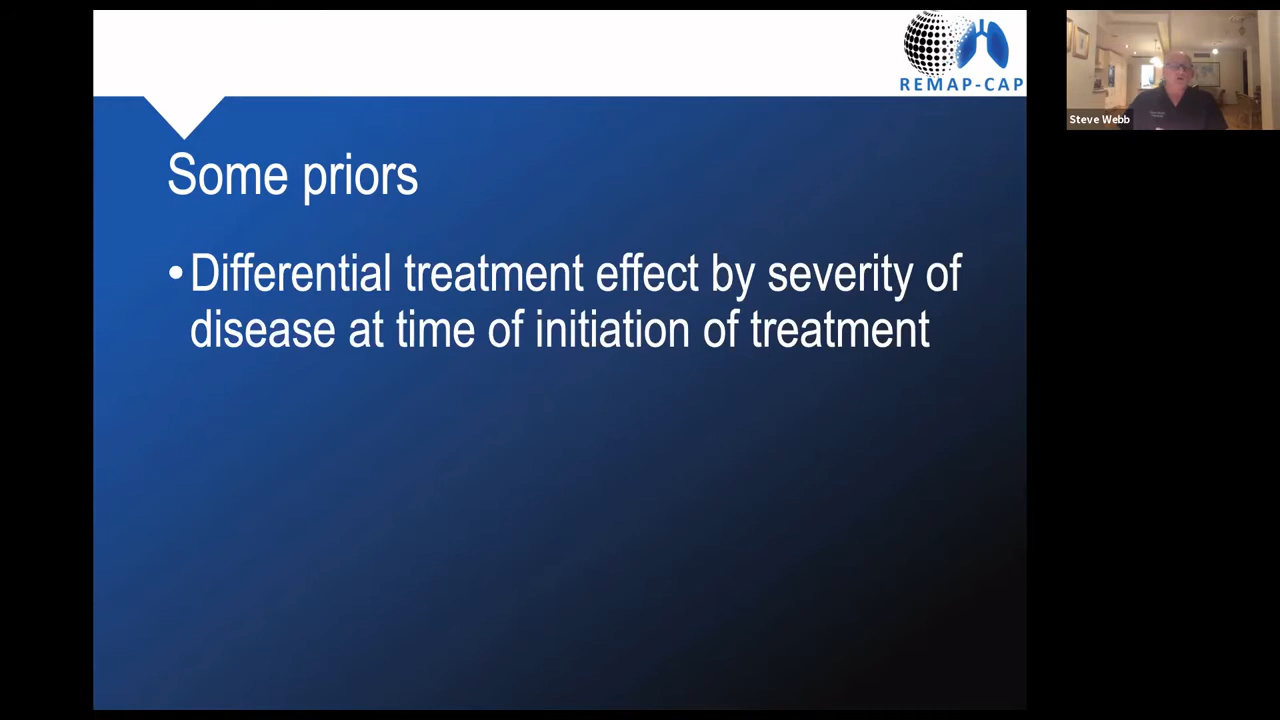 REMAP-CAP
Steve Webb
Some priors
•Differential treatment effect by severity of
disease at time of initiation of treatment